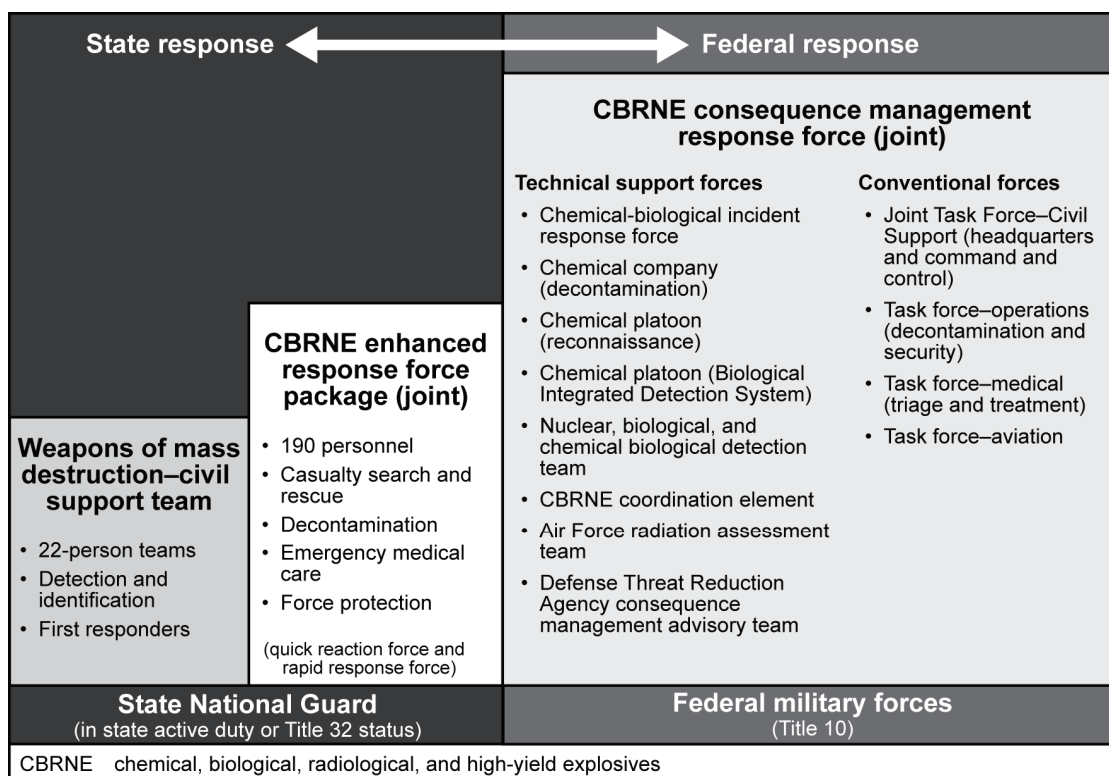 State response
Federal response
CBRNE consequence management
response force (joint)
Technical support forces
• Chemical-biological incident
response force
• Chemical company
(decontamination)
• Chemical platoon
(reconnaissance)
• Chemical platoon (Biological
Integrated Detection System)
• Nuclear, biological, and
chemical biological detection
team
• CBRNE coordination element
• Air Force radiation assessment
team
• Defense Threat Reduction
Agency consequence
management advisory team
Conventional forces
• Joint Task Force–Civil
Support (headquarters
and command and
control)
• Task force–operations
(decontamination and
security)
• Task force–medical
(triage and treatment)
• Task force–aviation
CBRNE enhanced
response force
package (joint)
• 190 personnel
• Casualty search and
rescue
• Decontamination
• Emergency medical
care
• Force protection
(quick reaction force and
rapid response force)
Weapons of mass
destruction–civil
support team
• 22-person teams
• Detection and
identification
• First responders
State National Guard
(in state active duty or Title 32 status)
Federal military forces
(Title 10)
CBRNE chemical, biological, radiological, and high-yield explosives